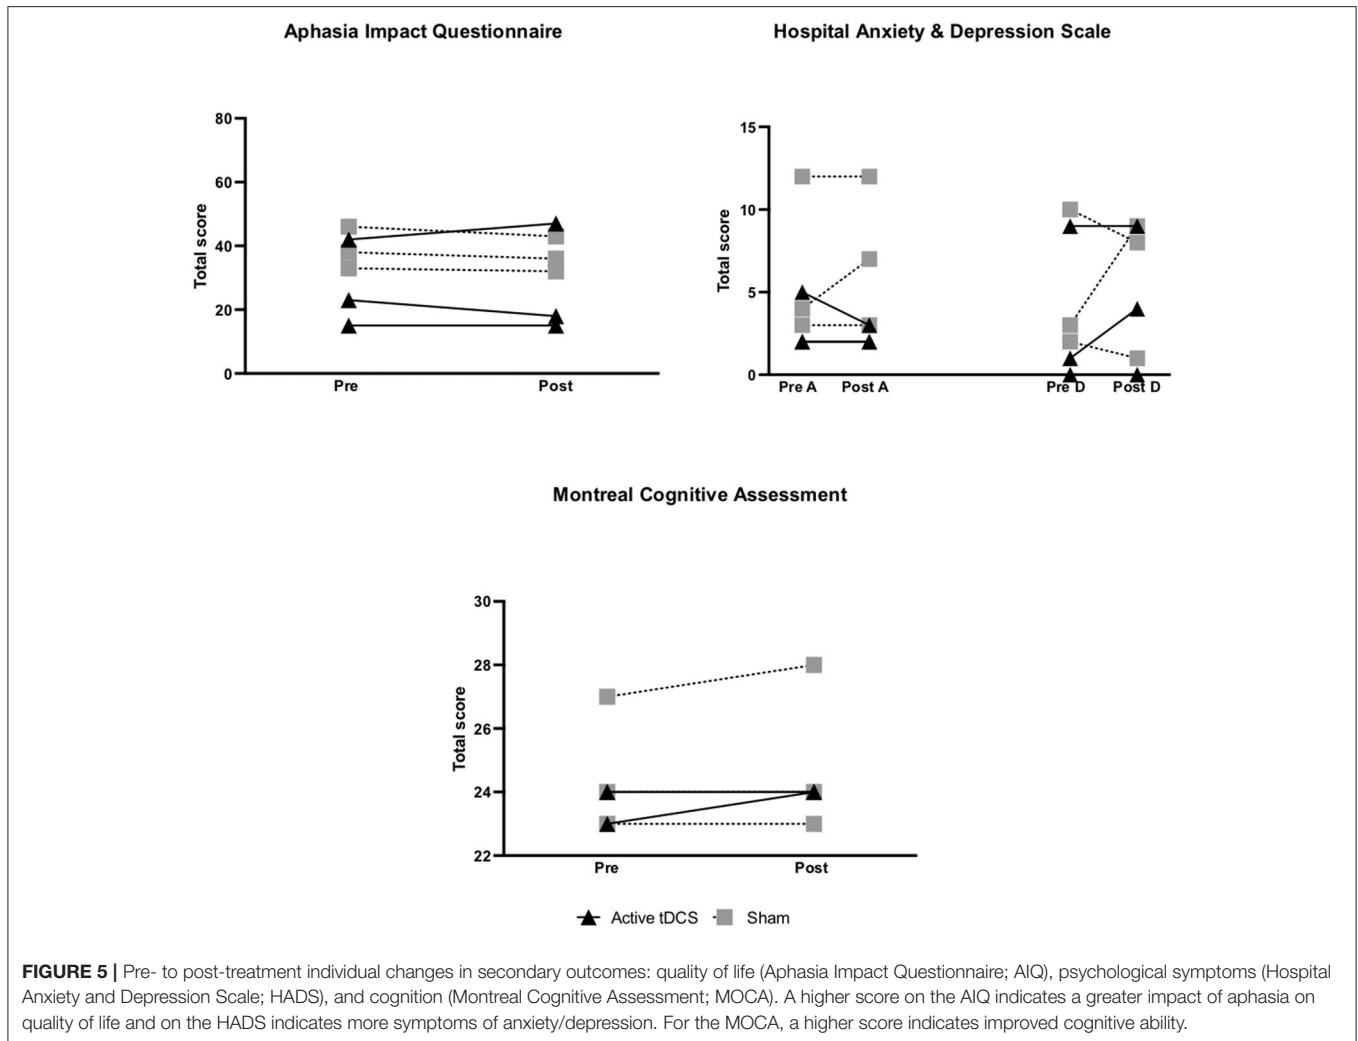 Aphasia Impact Questionnaire
Total score
80
60
40
20
0
Pre
Post
Hospital Anxiety & Depression Scale
Total score
15
10
5
0
Pre A
Post A
Pre D
Post D
Montreal Cognitive Assessment
Total score
30
28
26
24
22
Pre
Post
Active tDCS
Sham
FIGURE 5 | Pre- to post-treatment individual changes in secondary outcomes: quality of life (Aphasia Impact Questionnaire; AIQ), psychological symptoms (Hospital
Anxiety and Depression Scale; HADS), and cognition (Montreal Cognitive Assessment; MOCA). A higher score on the AIQ indicates a greater impact of aphasia on
quality of life and on the HADS indicates more symptoms of anxiety/depression. For the MOCA, a higher score indicates improved cognitive ability.